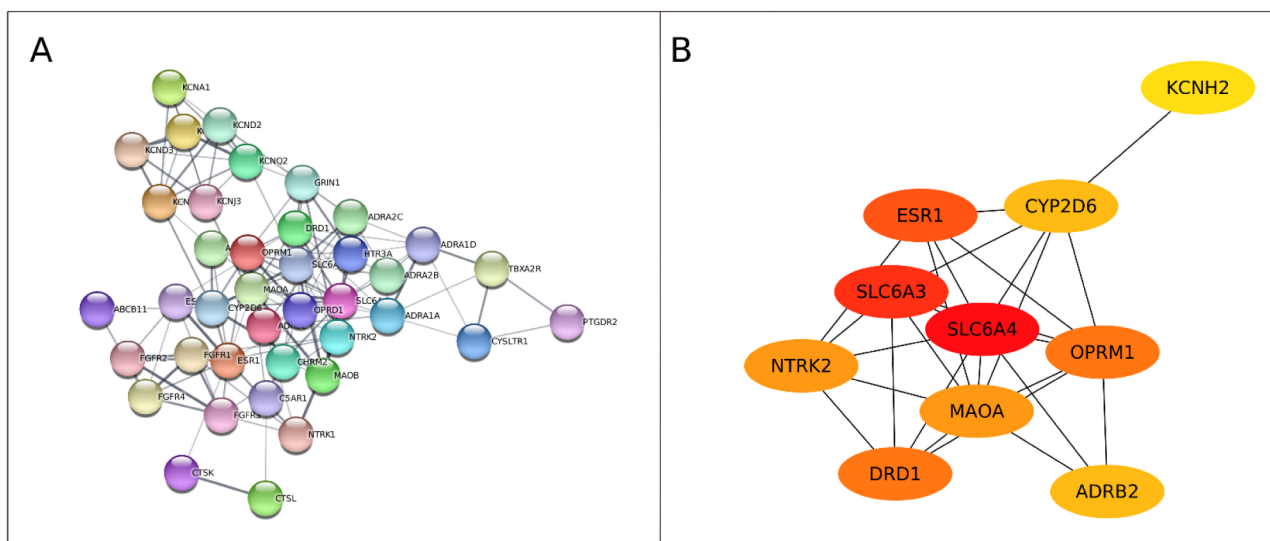 A
KCNA1
KCND2
KCND3
KCNQ2
KCNJ3
GRIN1
ADRA2C
DRD1
ADRA1D
OPRM1
HTR3A
TBXA2R
ADRA2B
MAOA
ABCB11
CYP2D6
OPRD1
ADRA1A
PTGDR2
NTRK2
CYSLTR1
FGFR1
FGFR2
ESR1
CHRM2
MAOB
FGFR4
C5AR1
NTRK1
CTSK
CTSL
B
KCNH2
ESR1
CYP2D6
SLC6A3
SLC6A4
OPRM1
NTRK2
MAOA
DRD1
ADRB2